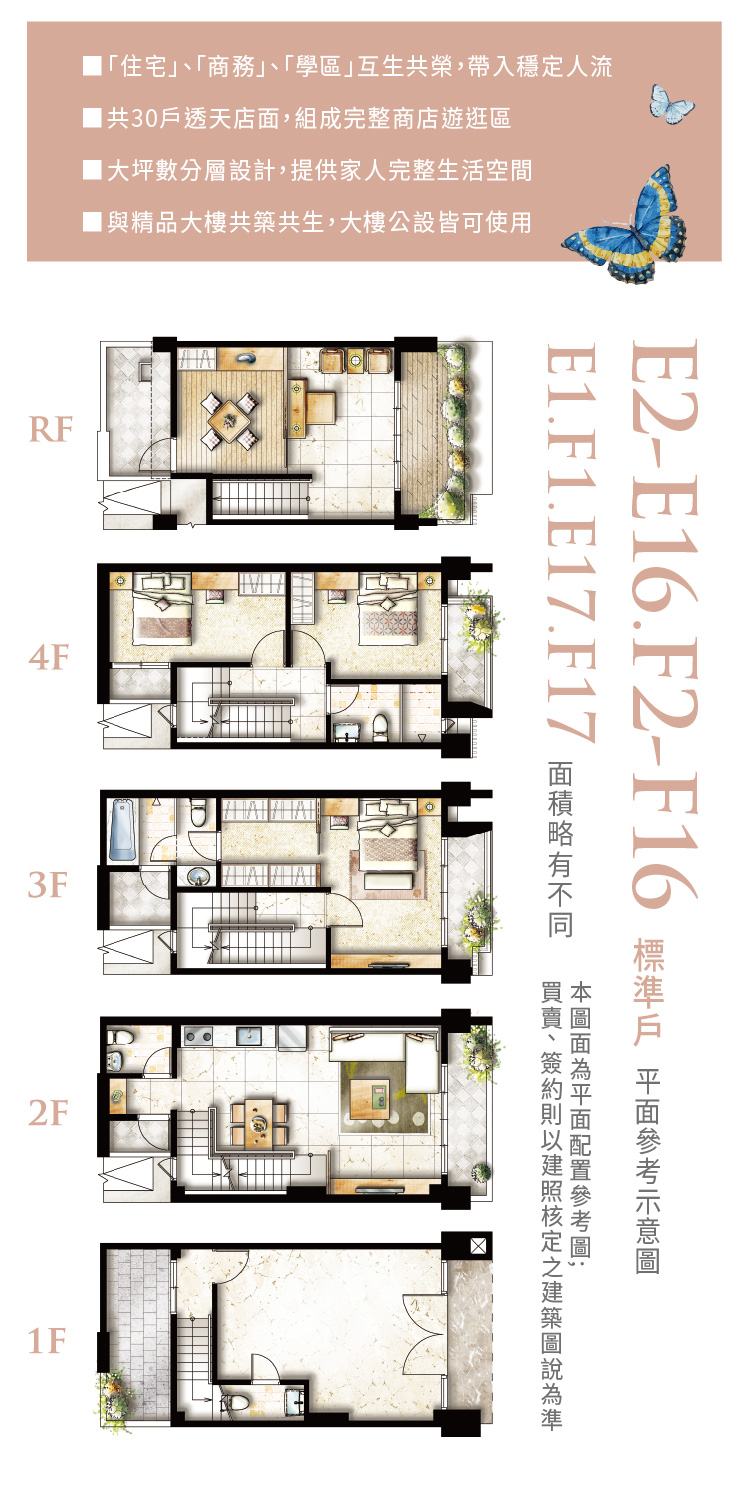 ■「住宅」、「商務」、「學區」互生共榮，帶入穩定人流
■共30戶透天店面，組成完整商店遊逛區
■大坪數分層設計，提供家人完整生活空間
■與精品大樓共築共生，大樓公設皆可使用
E2-E16.F2-F16 標準戶 平面參考示意圖
E1.F1.E17.F17 面積略有不同
本圖面為平面配置參考圖；
買賣、簽約則以建照核定之建築圖說為準
RF
4F
3F
2F
1F